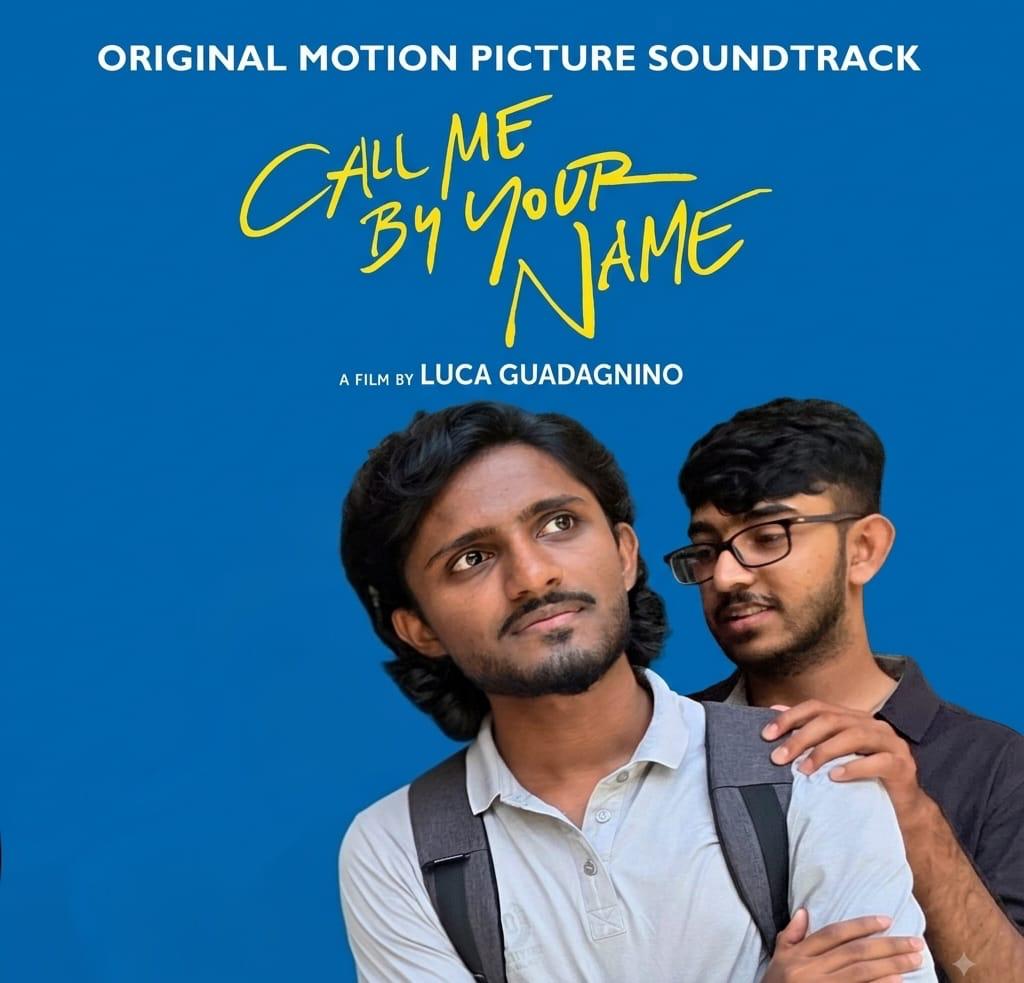 ORIGINAL MOTION PICTURE SOUNDTRACK
CALL ME
BY YOUR
NAME
A FILM BY LUCA GUADAGNINO